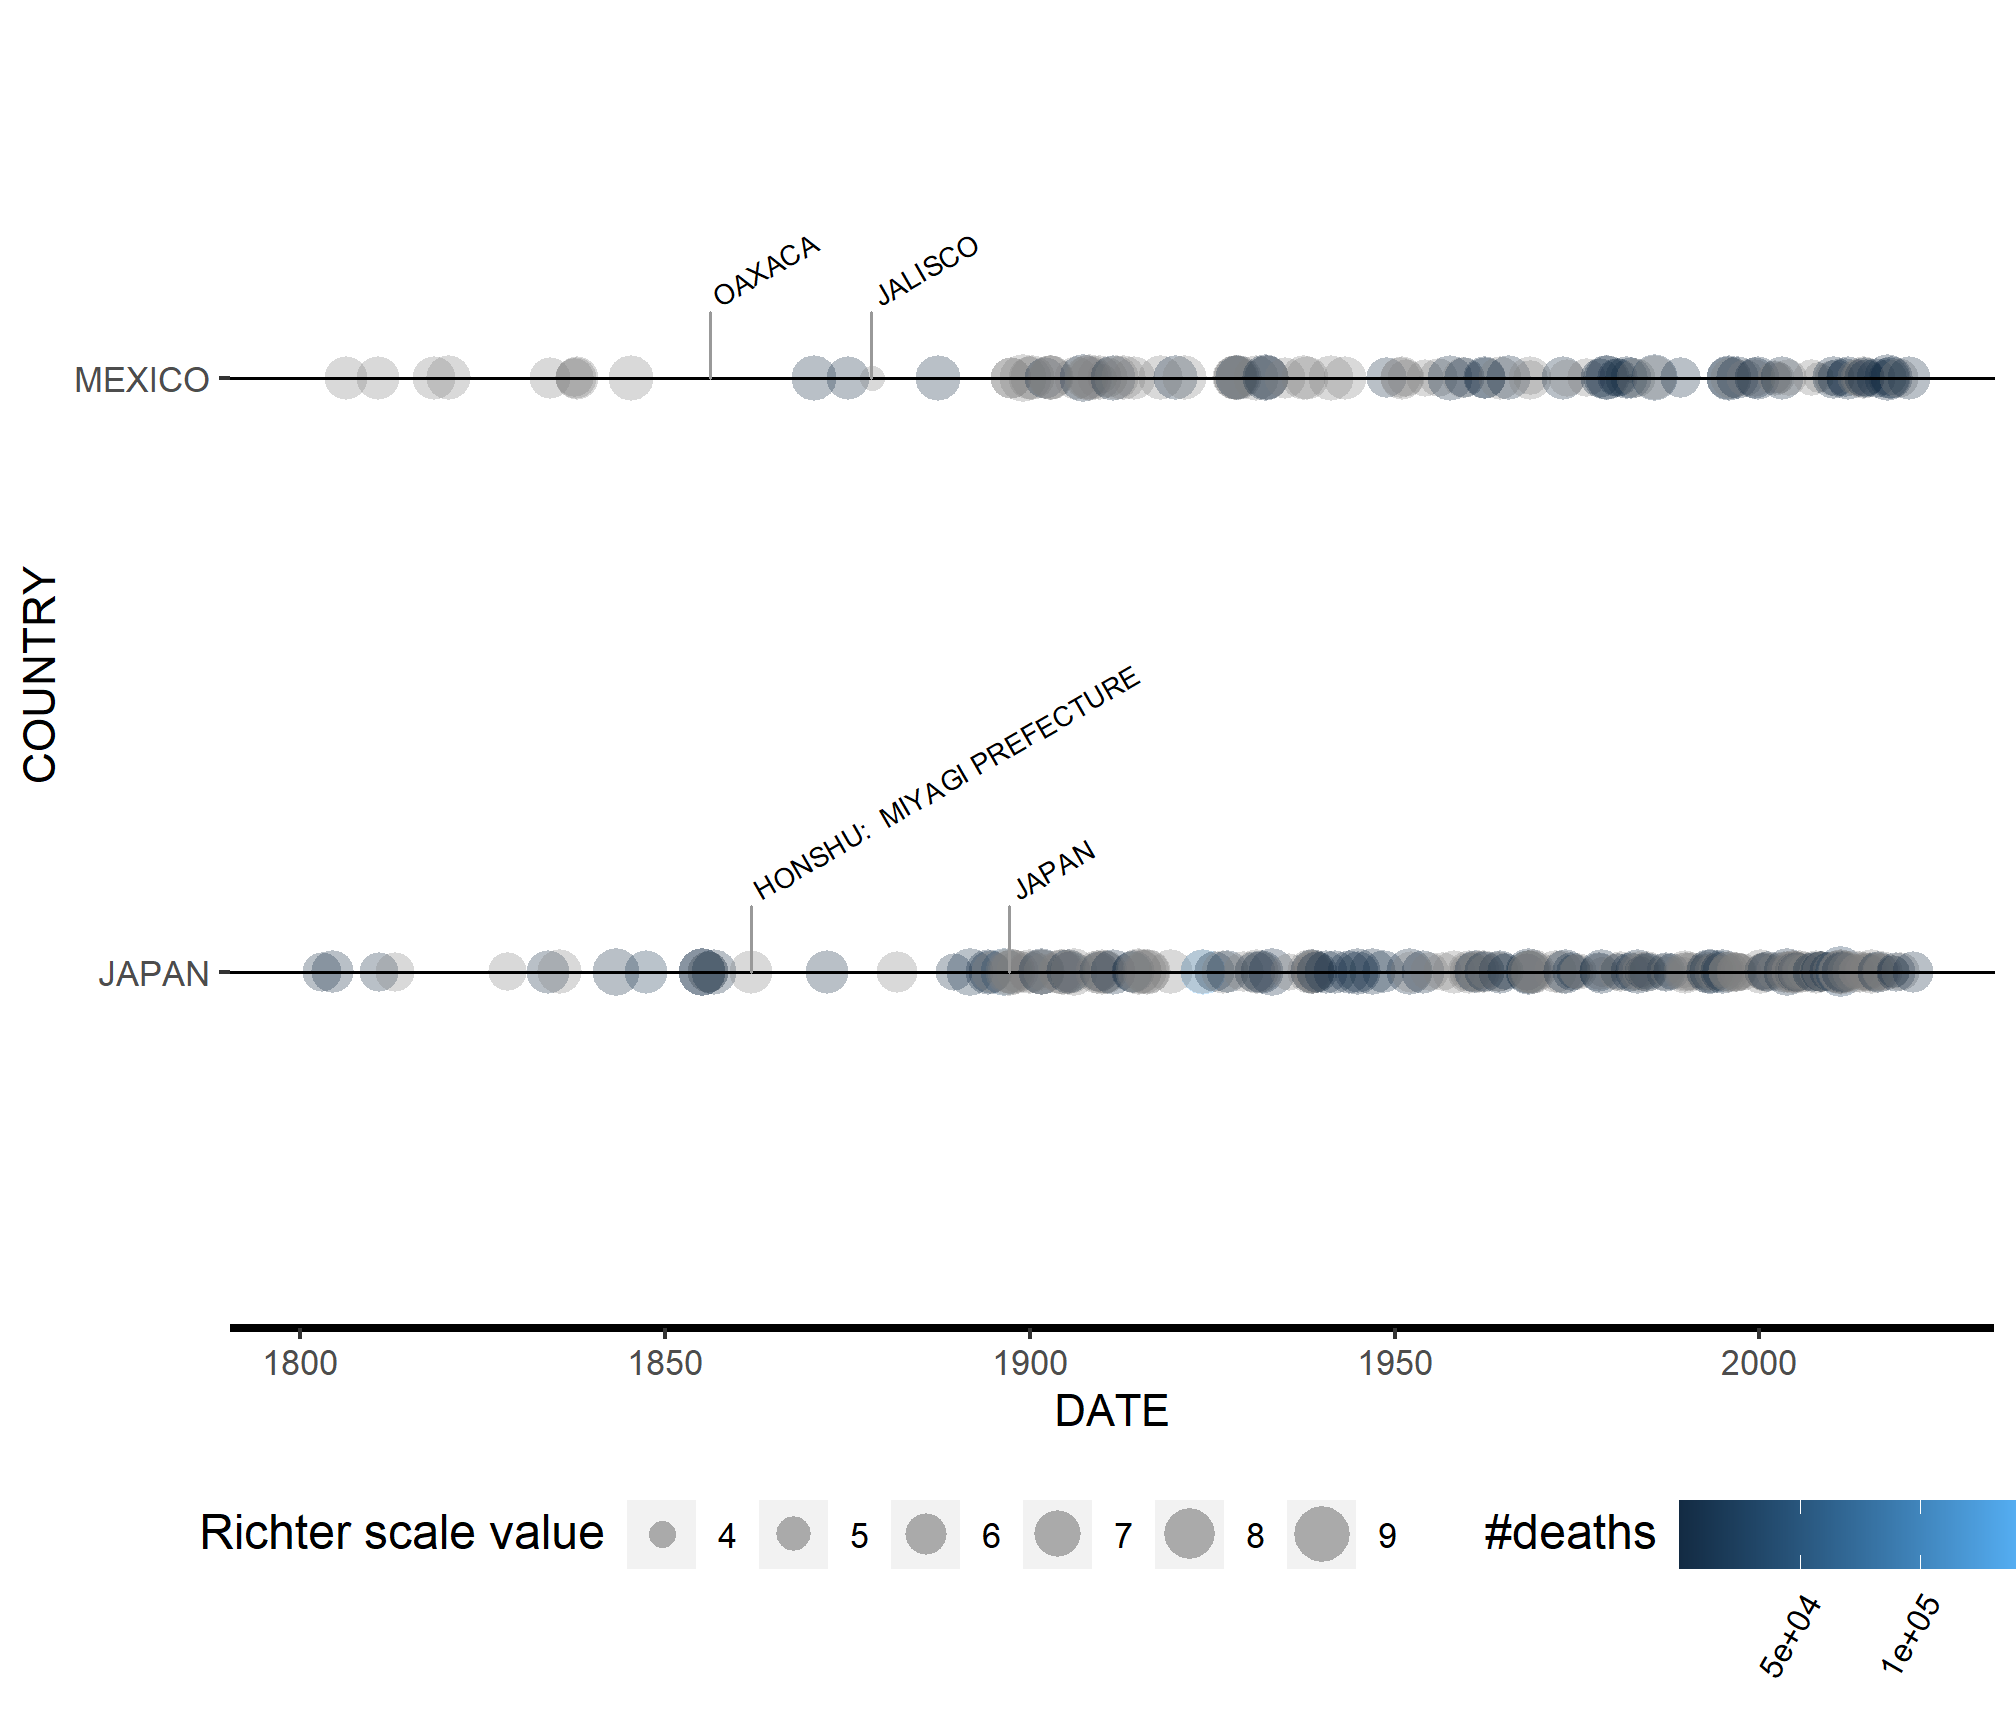 OAXACA
JALISCO
MEXICO
COUNTRY
HONSHU:  MIYAGI PREFECTURE
JAPAN
JAPAN
1800 1850 1900 1950 2000
DATE
Richter scale value 4 5 6 7 8 9 #deaths
5e+04 1e+05